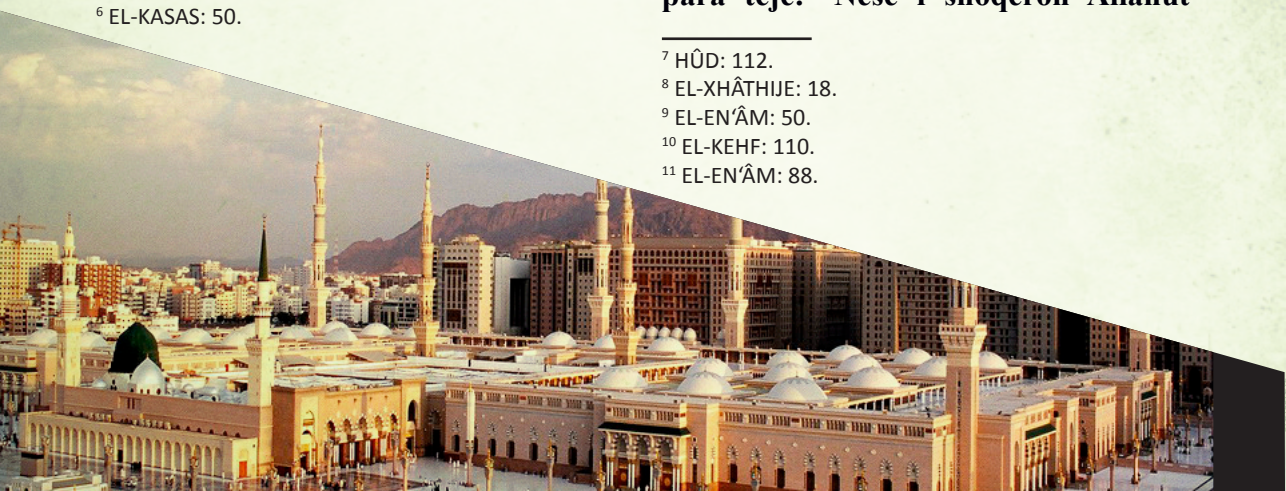 ⁶ EL-KASAS: 50.
para teje: “Nëse i shoqëron Allahut
⁷ HÛD: 112.
⁸ EL-XHÂTHIJE: 18.
⁹ EL-EN‘ÂM: 50.
¹⁰ EL-KEHF: 110.
¹¹ EL-EN‘ÂM: 88.